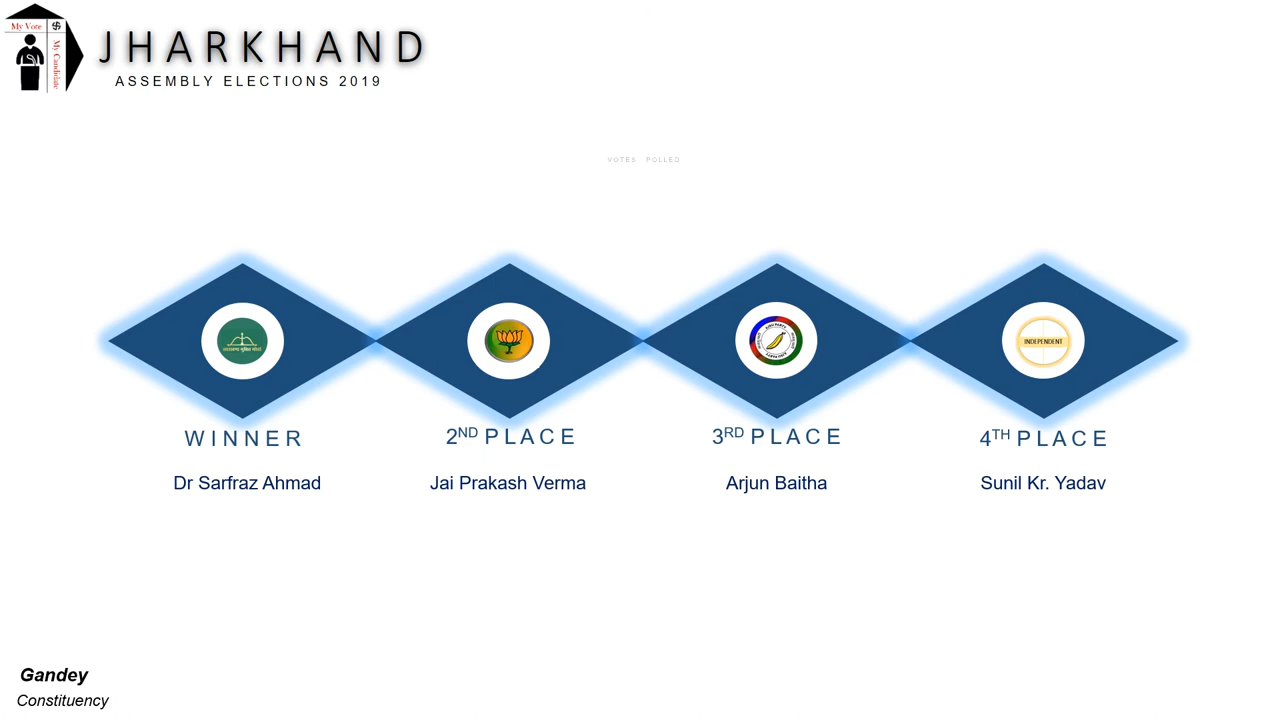 My Vote
My Candidate
JHARKHAND
ASSEMBLY ELECTIONS 2019
VOTES POLLED
झारखण्ड मुक्ति मोर्चा
INDEPENDENT
WINNER
2ND PLACE
3RD PLACE
4TH PLACE
Dr Sarfraz Ahmad
Jai Prakash Verma
Arjun Baitha
Sunil Kr. Yadav
Gandey
Constituency